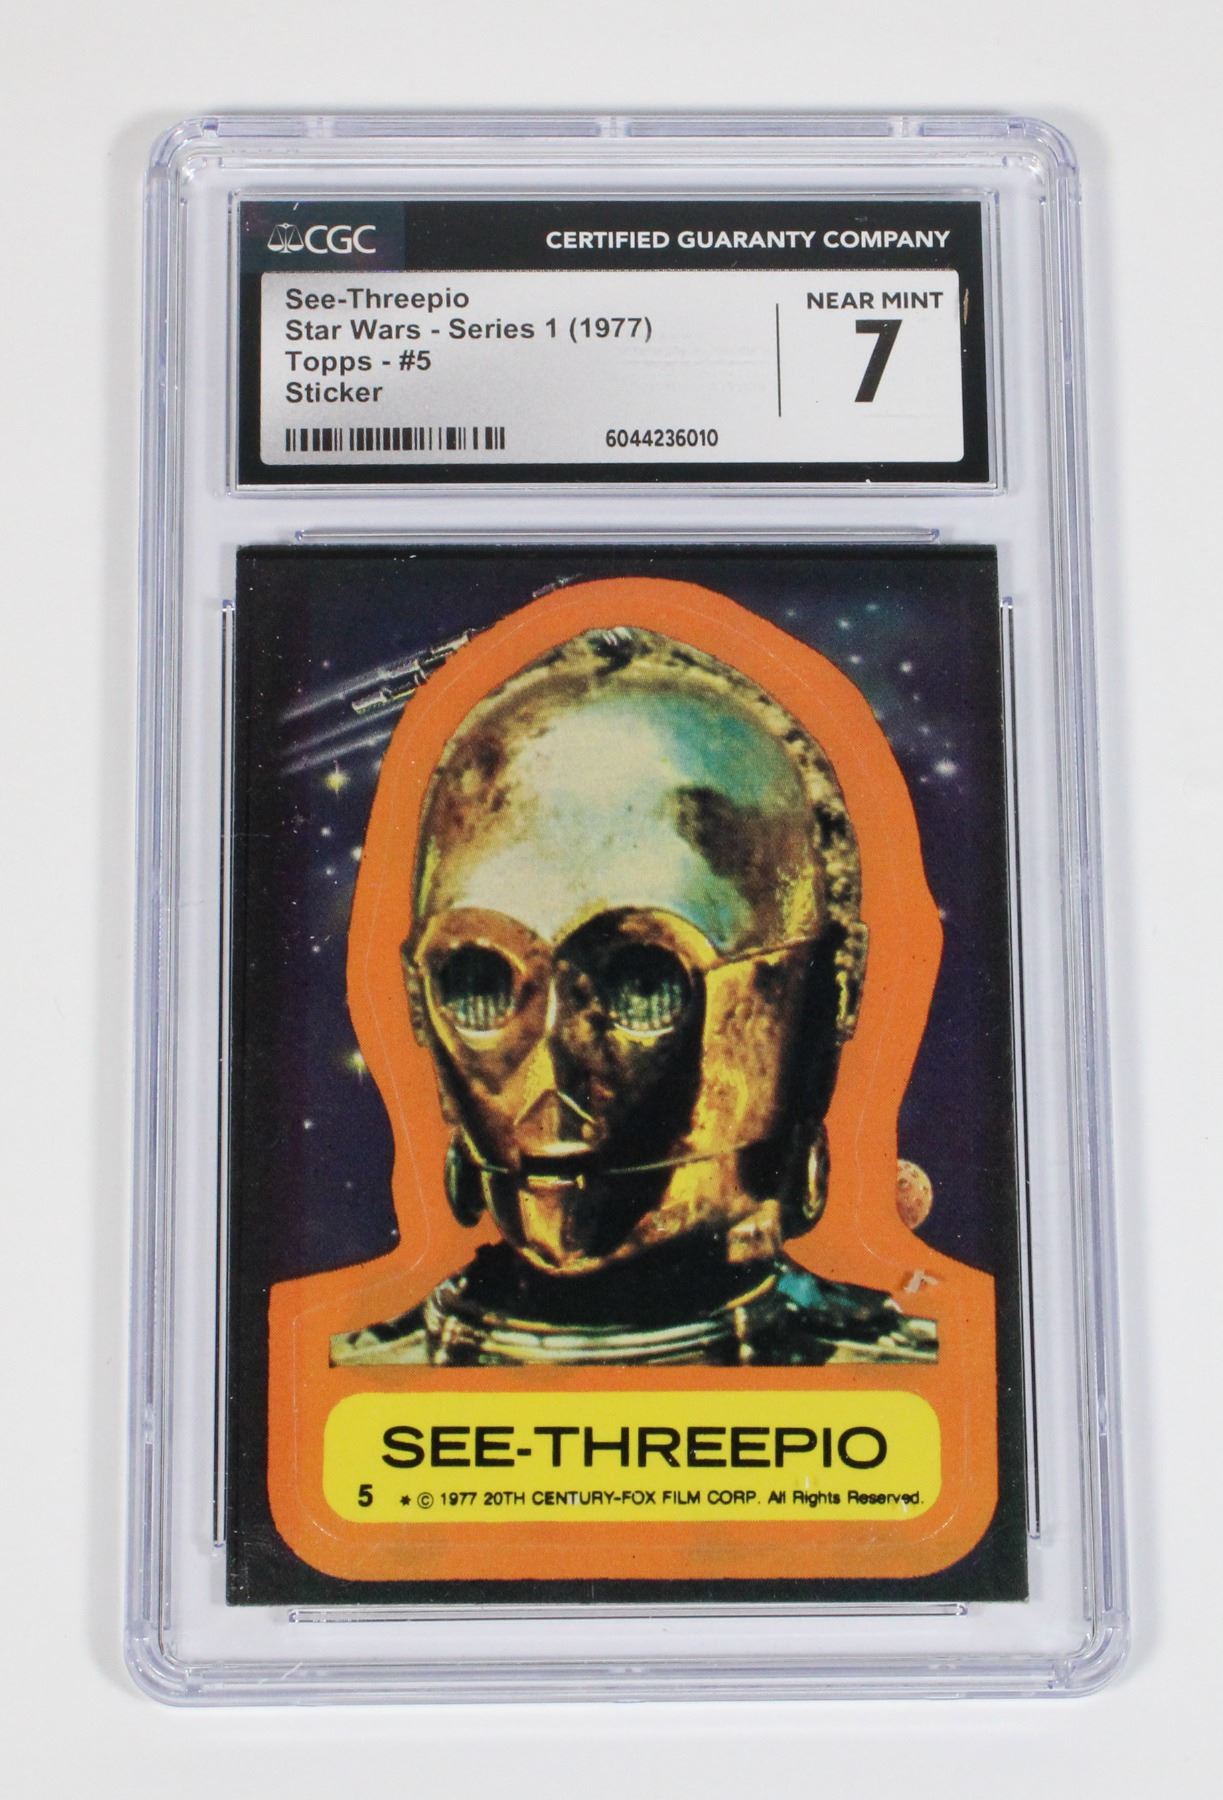 CGC
CERTIFIED GUARANTY COMPANY
See-Threepio
Star Wars - Series 1 (1977)
Topps - #5
Sticker
NEAR MINT
7
6044236010
SEE-THREEPIO
5 * © 1977 20TH CENTURY-FOX FILM CORP. All Rights Reserved.